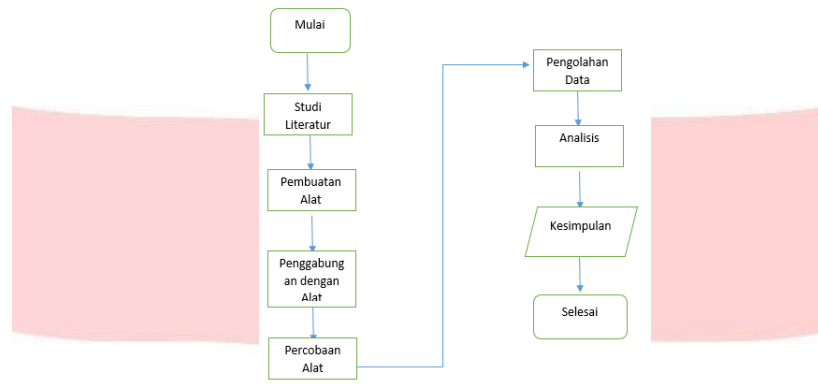 Mulai
Studi
Literatur
Pembuatan
Alat
Penggabung
an dengan
Alat
Percobaan
Alat
Pengolahan
Data
Analisis
Kesimpulan
Selesai